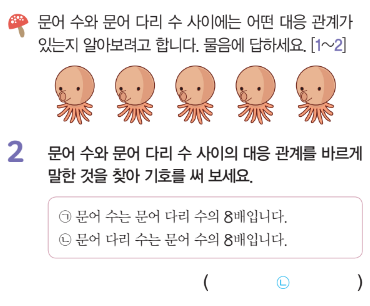 문어 수와 문어 다리 수 사이에는 어떤 대응 관계가
있는지 알아보려고 합니다. 물음에 답하세요. [1~2]
2 문어 수와 문어 다리 수 사이의 대응 관계를 바르게
말한 것을 찾아 기호를 써 보세요.
㉠ 문어 수는 문어 다리 수의 8배입니다.
㉡ 문어 다리 수는 문어 수의 8배입니다.
( ㉡ )